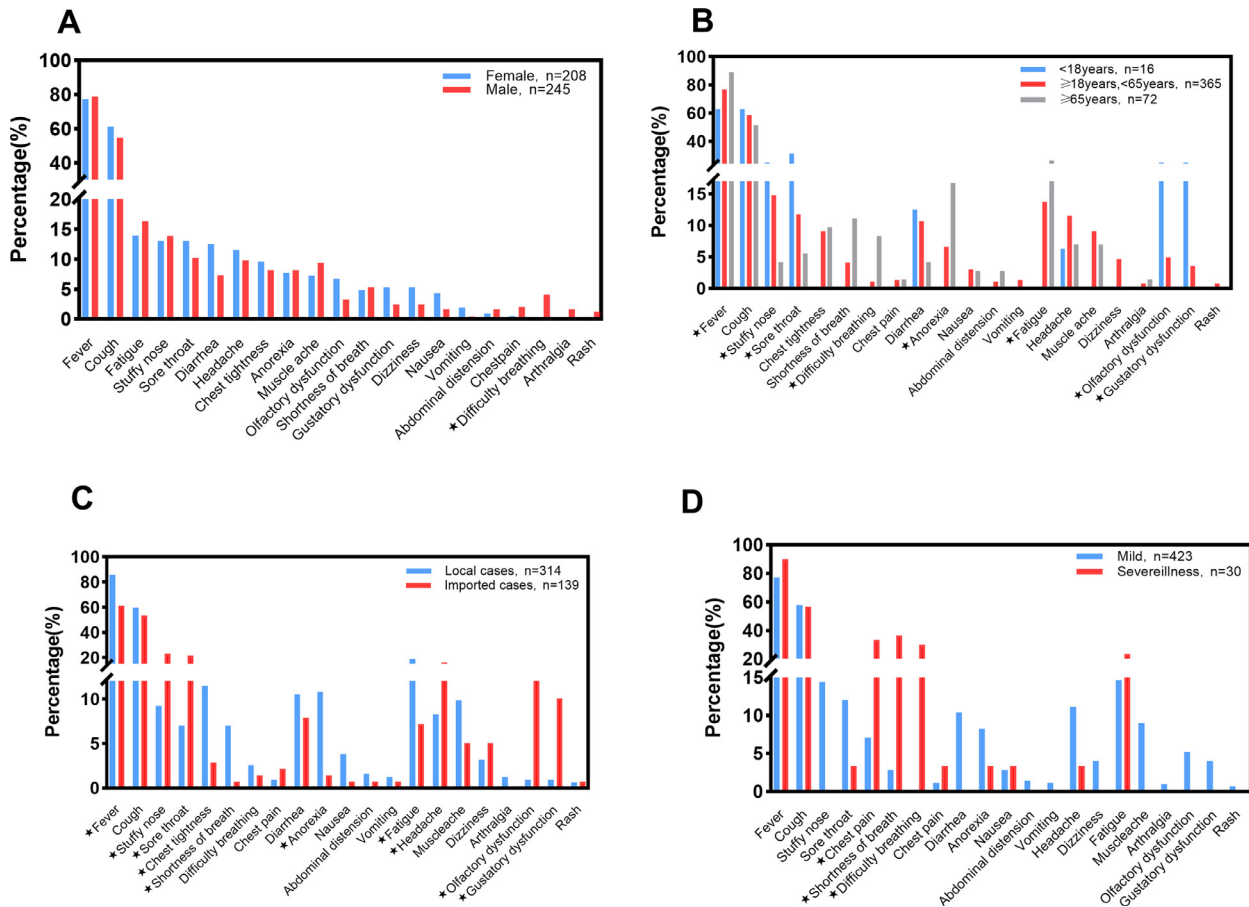 A
Percentage(%)
100
80
60
40
20
15
10
5
0
Female, n=208
Male, n=245
Fever
Cough
Fatigue
Stuffy nose
Sore throat
Diarrhea
Headache
Chest tightness
Anorexia
Muscle ache
Olfactory dysfunction
Shortness of breath
Gustatory dysfunction
Dizziness
Nausea
Vomiting
Abdominal distension
Chestpain
★Difficulty breathing
Arthralgia
Rash
B
Percentage(%)
100
80
60
40
15
10
5
0
<18years, n=16
≥18years,<65years, n=365
≥65years, n=72
★Fever
Cough
★Stuffy nose
★Sore throat
Chest tightness
Shortness of breath
★Difficulty breathing
Chest pain
Diarrhea
★Anorexia
Nausea
Abdominal distension
Vomiting
★Fatigue
Headache
Muscle ache
Dizziness
Arthralgia
★Olfactory dysfunction
★Gustatory dysfunction
Rash
C
Percentage(%)
100
80
60
40
20
10
5
0
Local cases, n=314
Imported cases, n=139
★Fever
Cough
★Stuffy nose
★Sore throat
★Chest tightness
★Shortness of breath
Difficulty breathing
Chest pain
Diarrhea
★Anorexia
Nausea
Abdominal distension
Vomiting
★Fatigue
★Headache
Muscleache
Dizziness
Arthralgia
★Olfactory dysfunction
★Gustatory dysfunction
Rash
D
Percentage(%)
100
80
60
40
20
15
10
5
0
Mild, n=423
Severeillness, n=30
Fever
Cough
Stuffy nose
Sore throat
★Chest pain
★Shortness of breath
★Difficulty breathing
Chest pain
Diarrhea
Anorexia
Nausea
Abdominal distension
Vomiting
Headache
Dizziness
Fatigue
Muscleache
Arthralgia
Olfactory dysfunction
Gustatory dysfunction
Rash